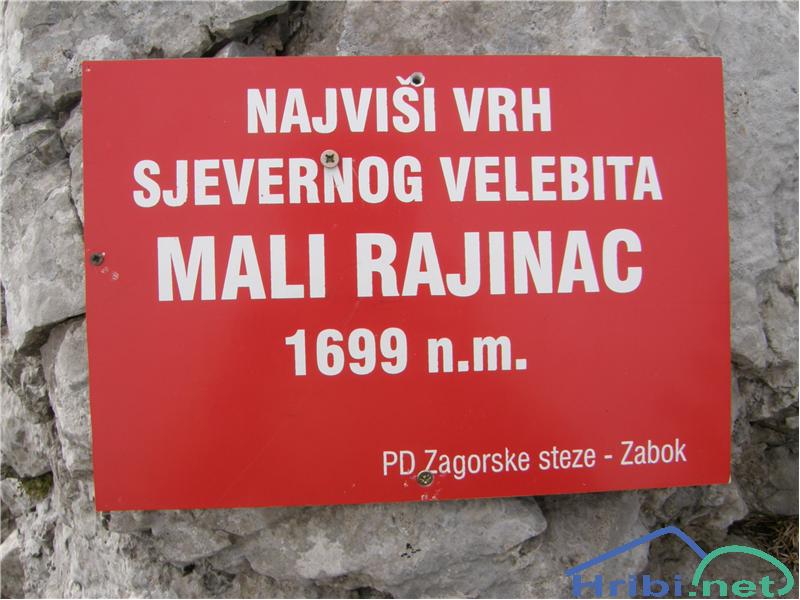 NAJVIŠI VRH
SJEVERNOG VELEBITA
MALI RAJINAC
1699 n.m.
PD Zagorske steze - Zabok
Hribi.net